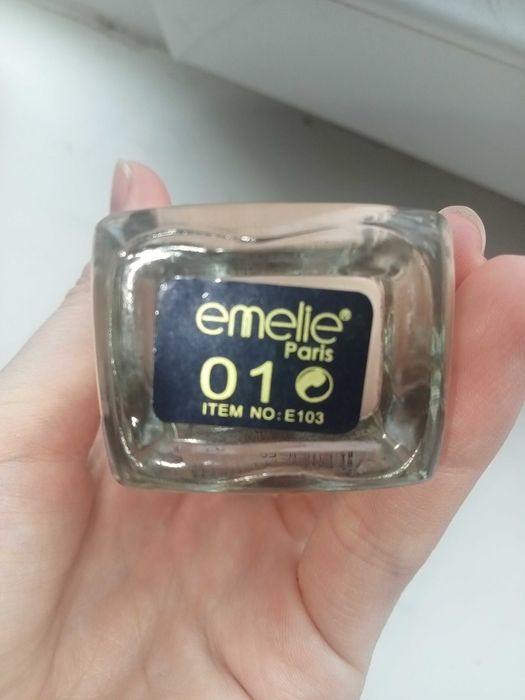 emelie®
Paris
01
ITEM NO: E103